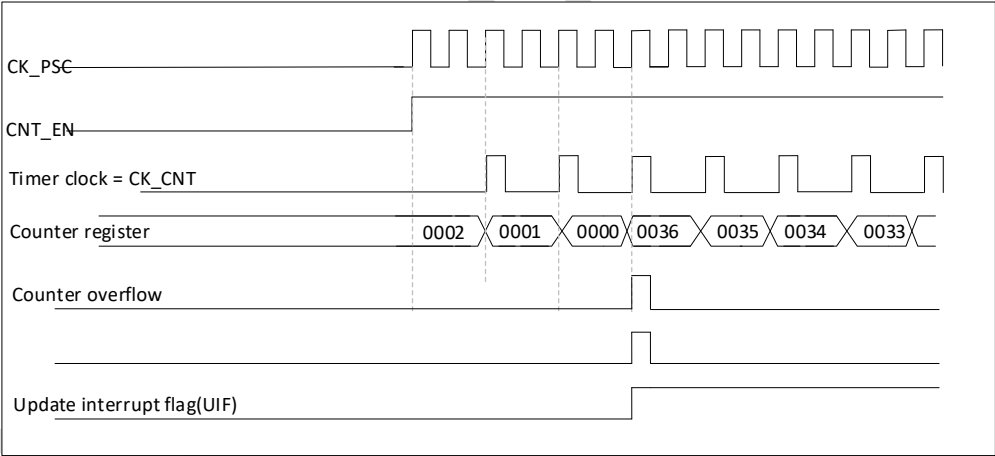 CK_PSC
CNT_EN
Timer clock = CK_CNT
Counter register 0002 0001 0000 0036 0035 0034 0033
Counter overflow
Update interrupt flag(UIF)